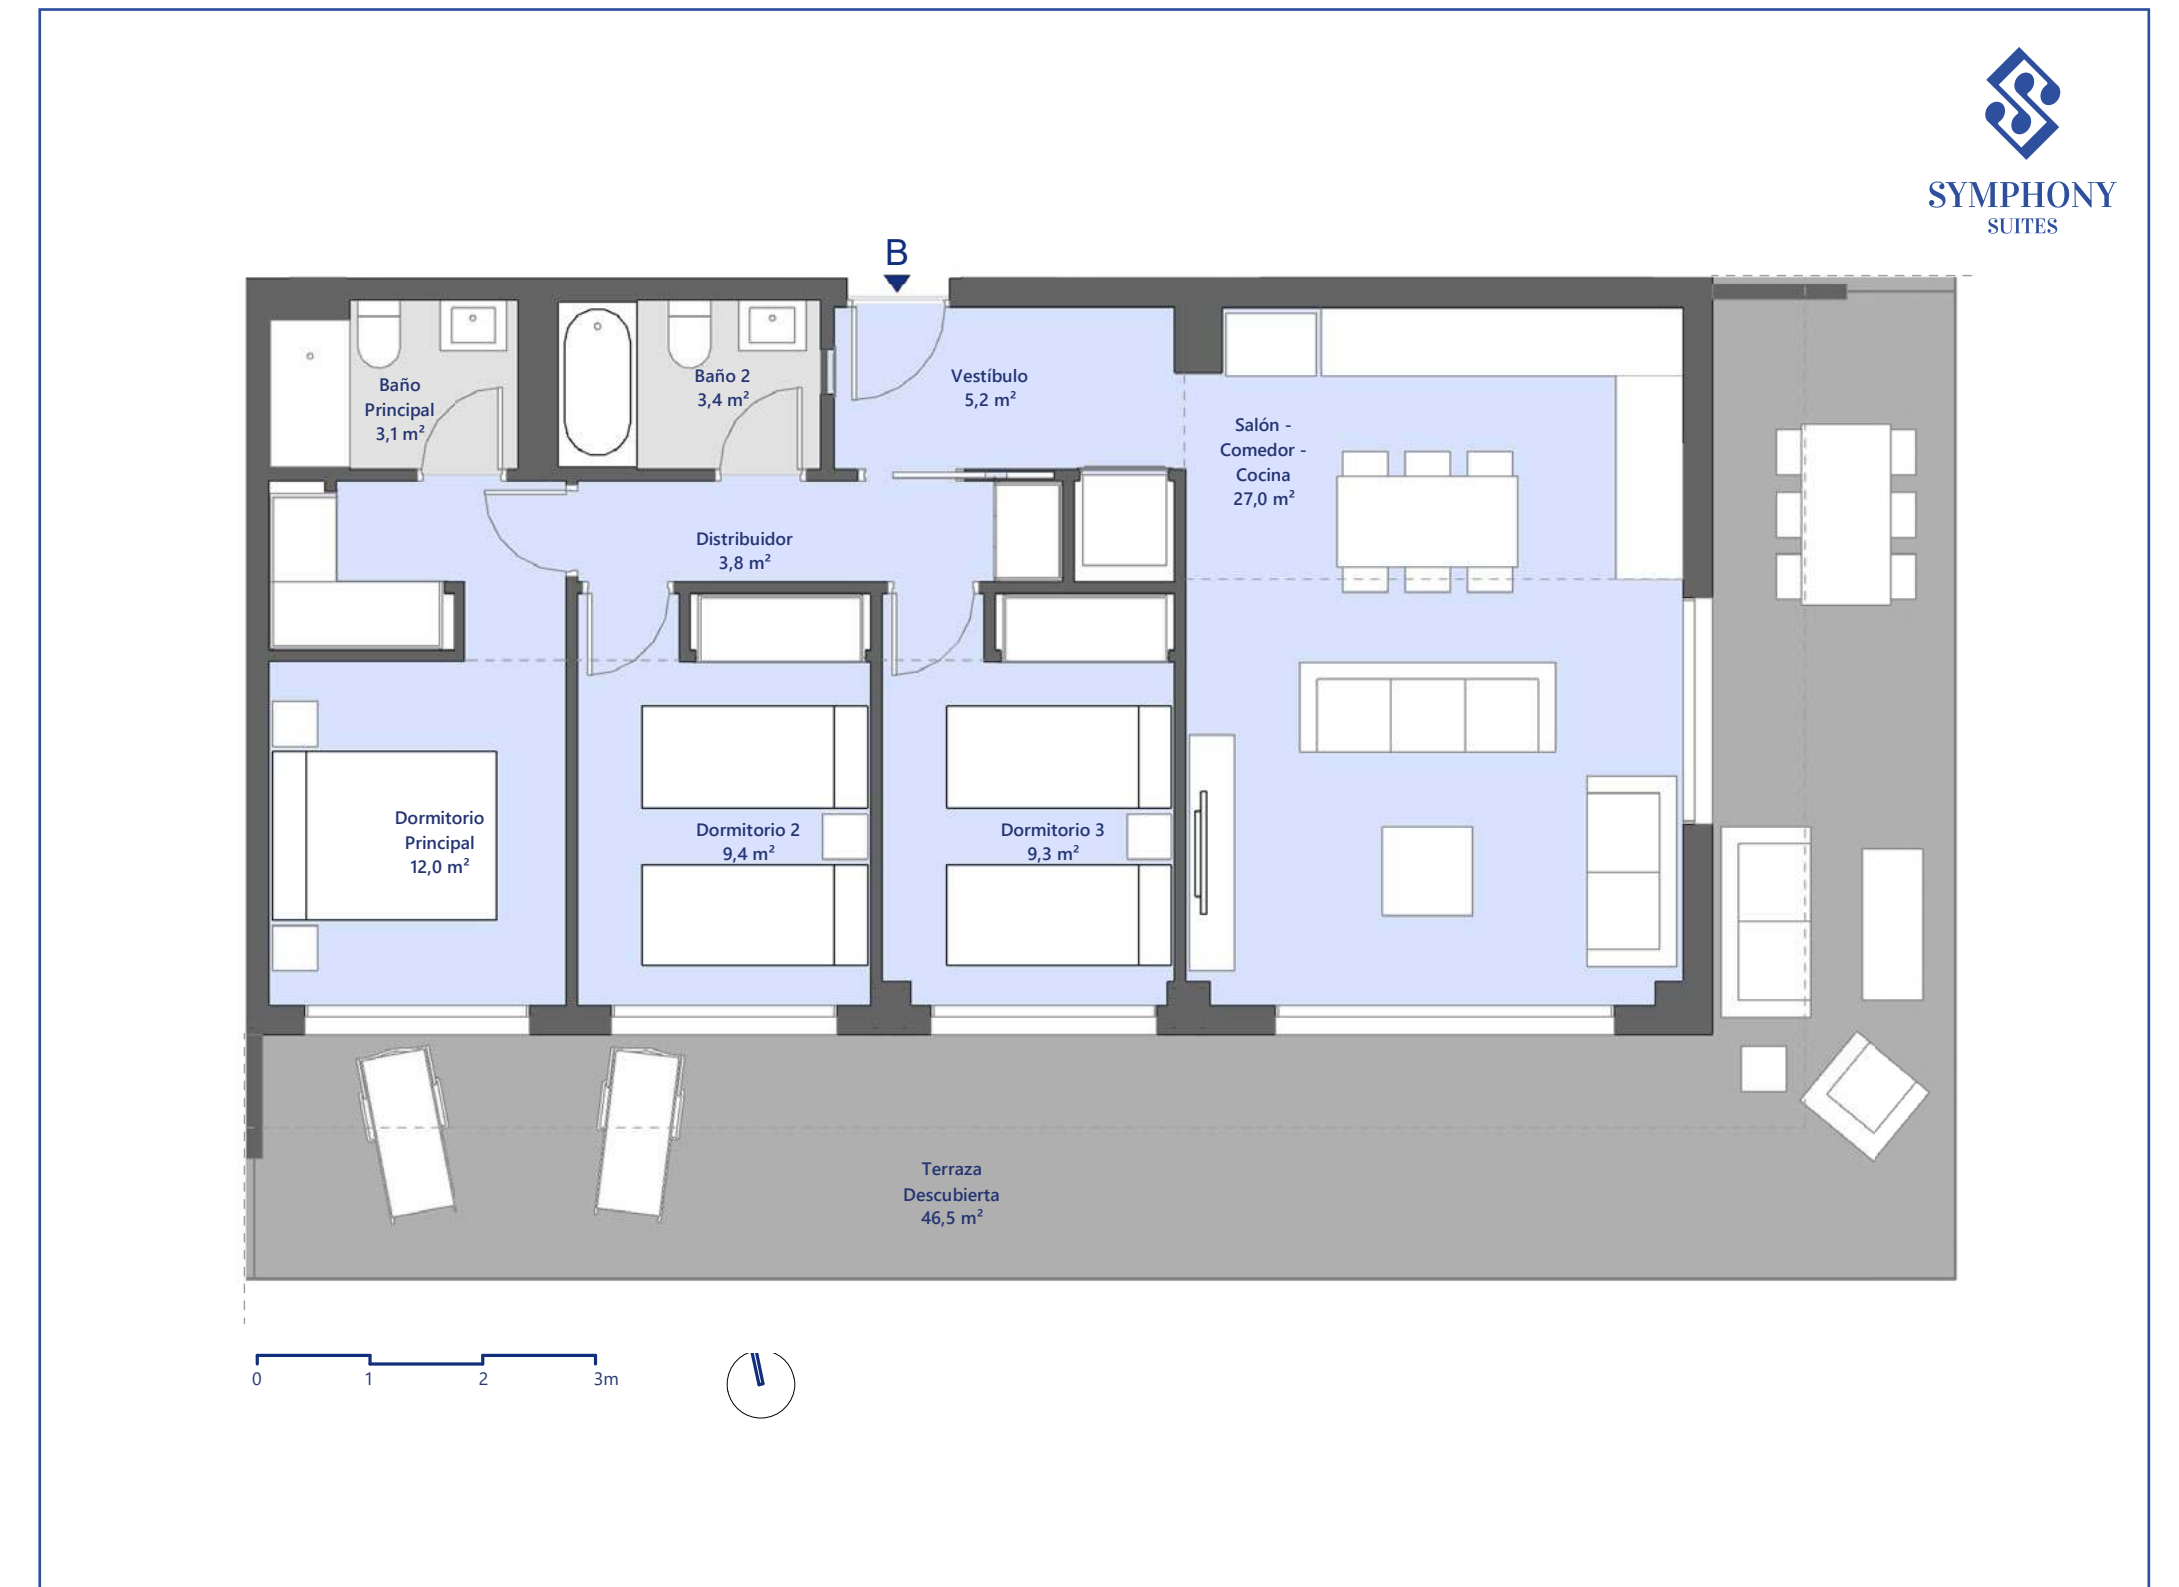 SYMPHONY
SUITES
B
Baño
Principal
3,1 m²
Baño 2
3,4 m²
Vestíbulo
5,2 m²
Salón -
Comedor -
Cocina
27,0 m²
Distribuidor
3,8 m²
Dormitorio
Principal
12,0 m²
Dormitorio 2
9,4 m²
Dormitorio 3
9,3 m²
Terraza
Descubierta
46,5 m²
0 1 2 3m